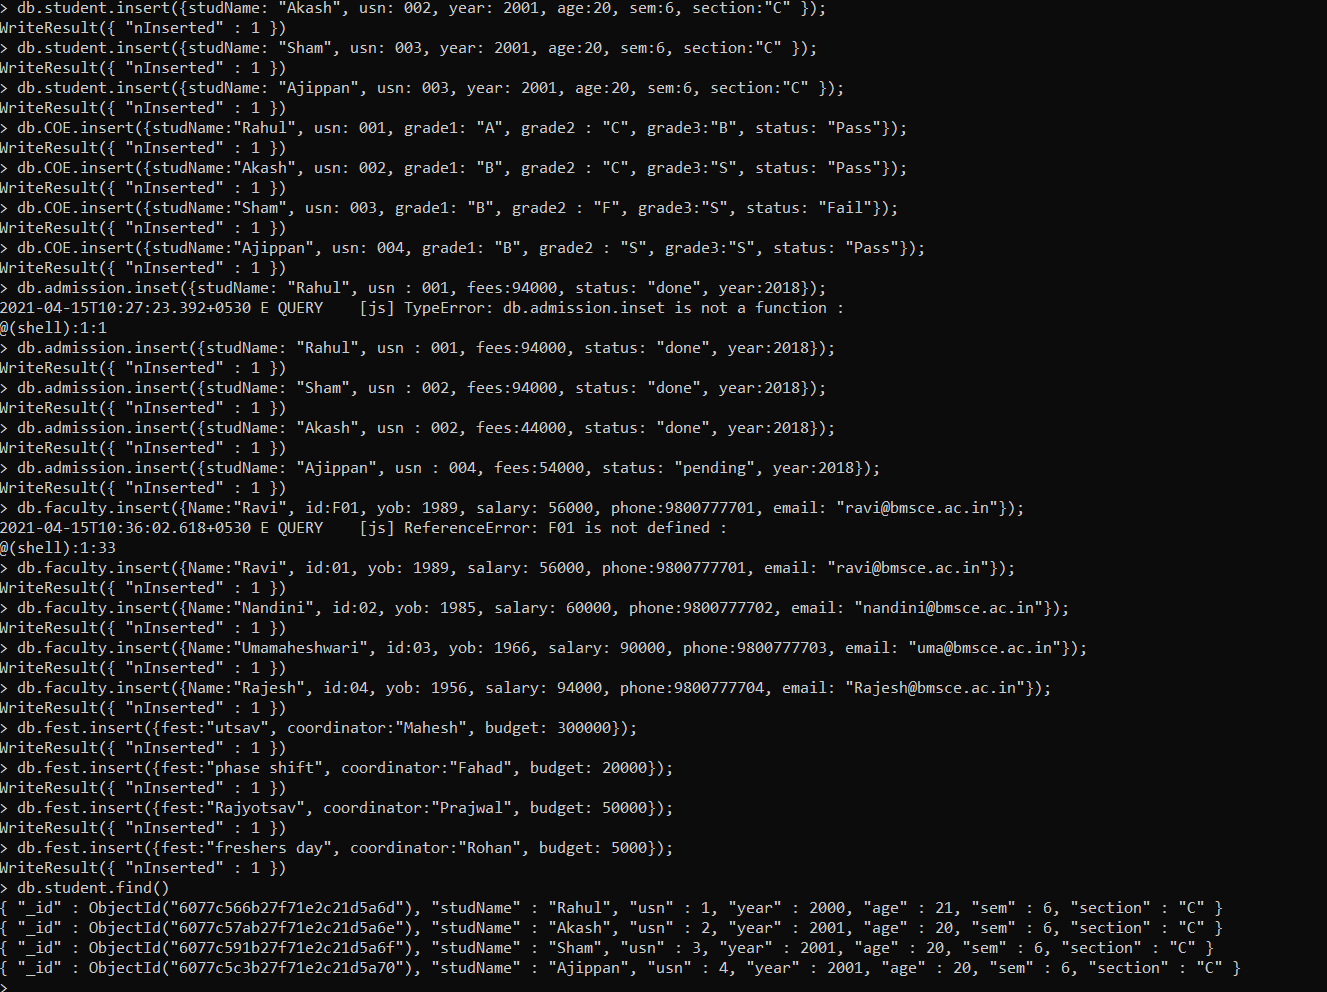 > db.student.insert({studName: "Akash", usn: 002, year: 2001, age:20, sem:6, section:"C" });
WriteResult({ "nInserted" : 1 })
> db.student.insert({studName: "Sham", usn: 003, year: 2001, age:20, sem:6, section:"C" });
WriteResult({ "nInserted" : 1 })
> db.student.insert({studName: "Ajippan", usn: 003, year: 2001, age:20, sem:6, section:"C" });
WriteResult({ "nInserted" : 1 })
> db.COE.insert({studName:"Rahul", usn: 001, grade1: "A", grade2 : "C", grade3:"B", status: "Pass"});
WriteResult({ "nInserted" : 1 })
> db.COE.insert({studName:"Akash", usn: 002, grade1: "B", grade2 : "C", grade3:"S", status: "Pass"});
WriteResult({ "nInserted" : 1 })
> db.COE.insert({studName:"Sham", usn: 003, grade1: "B", grade2 : "F", grade3:"S", status: "Fail"});
WriteResult({ "nInserted" : 1 })
> db.COE.insert({studName:"Ajippan", usn: 004, grade1: "B", grade2 : "S", grade3:"S", status: "Pass"});
WriteResult({ "nInserted" : 1 })
> db.admission.inset({studName: "Rahul", usn : 001, fees:94000, status: "done", year:2018});
2021-04-15T10:27:23.392+0530 E QUERY    [js] TypeError: db.admission.inset is not a function :
@(shell):1:1
> db.admission.insert({studName: "Rahul", usn : 001, fees:94000, status: "done", year:2018});
WriteResult({ "nInserted" : 1 })
> db.admission.insert({studName: "Sham", usn : 002, fees:94000, status: "done", year:2018});
WriteResult({ "nInserted" : 1 })
> db.admission.insert({studName: "Akash", usn : 002, fees:44000, status: "done", year:2018});
WriteResult({ "nInserted" : 1 })
> db.admission.insert({studName: "Ajippan", usn : 004, fees:54000, status: "pending", year:2018});
WriteResult({ "nInserted" : 1 })
> db.faculty.insert({Name:"Ravi", id:F01, yob: 1989, salary: 56000, phone:9800777701, email: "ravi@bmsce.ac.in"});
2021-04-15T10:36:02.618+0530 E QUERY    [js] ReferenceError: F01 is not defined :
@(shell):1:33
> db.faculty.insert({Name:"Ravi", id:01, yob: 1989, salary: 56000, phone:9800777701, email: "ravi@bmsce.ac.in"});
WriteResult({ "nInserted" : 1 })
> db.faculty.insert({Name:"Nandini", id:02, yob: 1985, salary: 60000, phone:9800777702, email: "nandini@bmsce.ac.in"});
WriteResult({ "nInserted" : 1 })
> db.faculty.insert({Name:"Umamaheshwari", id:03, yob: 1966, salary: 90000, phone:9800777703, email: "uma@bmsce.ac.in"});
WriteResult({ "nInserted" : 1 })
> db.faculty.insert({Name:"Rajesh", id:04, yob: 1956, salary: 94000, phone:9800777704, email: "Rajesh@bmsce.ac.in"});
WriteResult({ "nInserted" : 1 })
> db.fest.insert({fest:"utsav", coordinator:"Mahesh", budget: 300000});
WriteResult({ "nInserted" : 1 })
> db.fest.insert({fest:"phase shift", coordinator:"Fahad", budget: 20000});
WriteResult({ "nInserted" : 1 })
> db.fest.insert({fest:"Rajyotsav", coordinator:"Prajwal", budget: 50000});
WriteResult({ "nInserted" : 1 })
> db.fest.insert({fest:"freshers day", coordinator:"Rohan", budget: 5000});
WriteResult({ "nInserted" : 1 })
> db.student.find()
{ "_id" : ObjectId("6077c566b27f71e2c21d5a6d"), "studName" : "Rahul", "usn" : 1, "year" : 2000, "age" : 21, "sem" : 6, "section" : "C" }
{ "_id" : ObjectId("6077c57ab27f71e2c21d5a6e"), "studName" : "Akash", "usn" : 2, "year" : 2001, "age" : 20, "sem" : 6, "section" : "C" }
{ "_id" : ObjectId("6077c591b27f71e2c21d5a6f"), "studName" : "Sham", "usn" : 3, "year" : 2001, "age" : 20, "sem" : 6, "section" : "C" }
{ "_id" : ObjectId("6077c5c3b27f71e2c21d5a70"), "studName" : "Ajippan", "usn" : 4, "year" : 2001, "age" : 20, "sem" : 6, "section" : "C" }
>